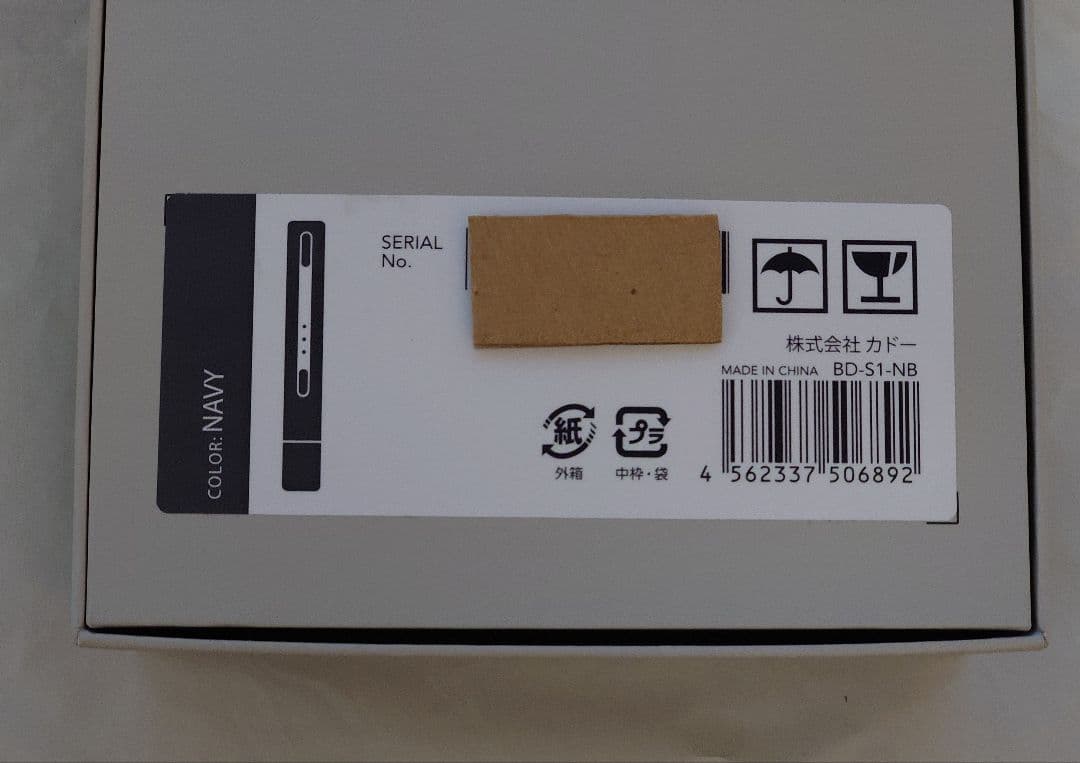 COLOR: NAVY
SERIAL
No.
株式会社 カドー
MADE IN CHINA BD-S1-NB
紙
外箱
プラ
中枠・袋
4 562337 506892